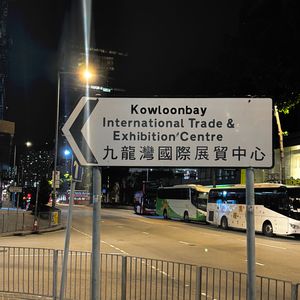 Kowloonbay
International Trade &
Exhibition Centre
九龍灣國際展貿中心